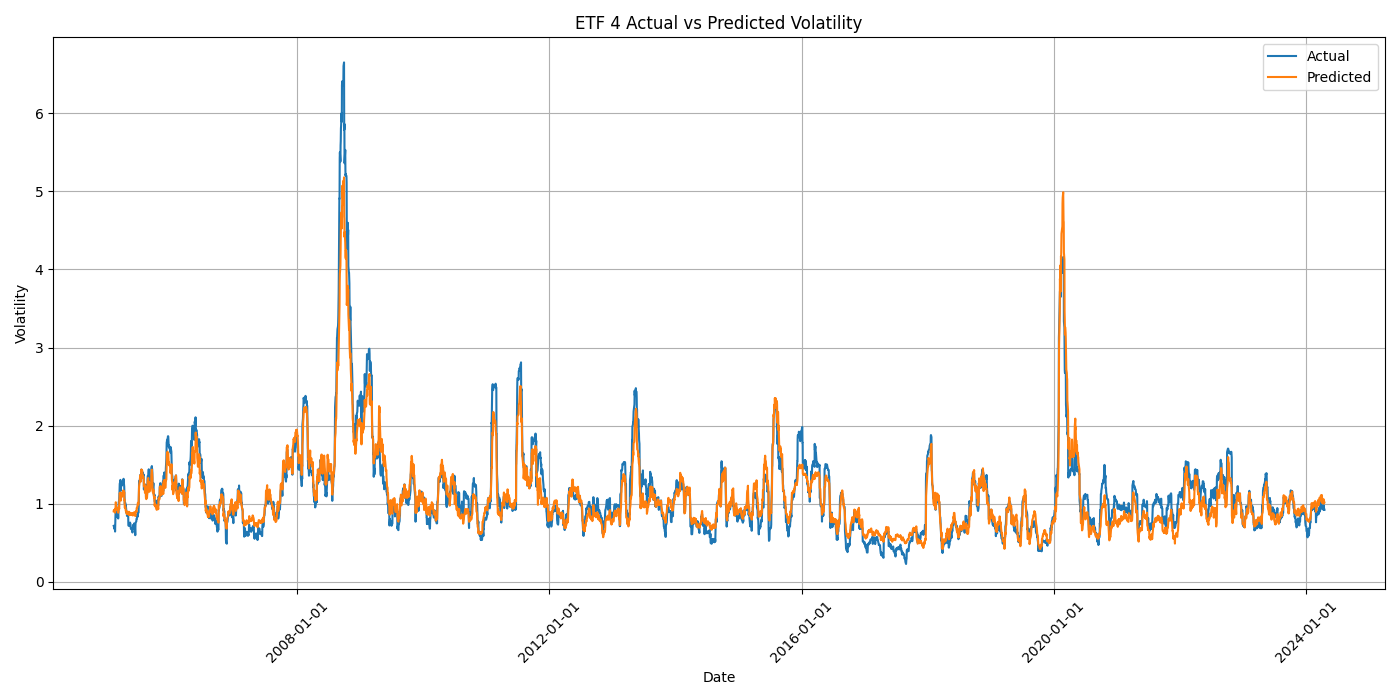 ETF 4 Actual vs Predicted Volatility
Actual
Predicted
Volatility
6
5
4
3
2
1
0
2008-01-01
2012-01-01
2016-01-01
2020-01-01
2024-01-01
Date